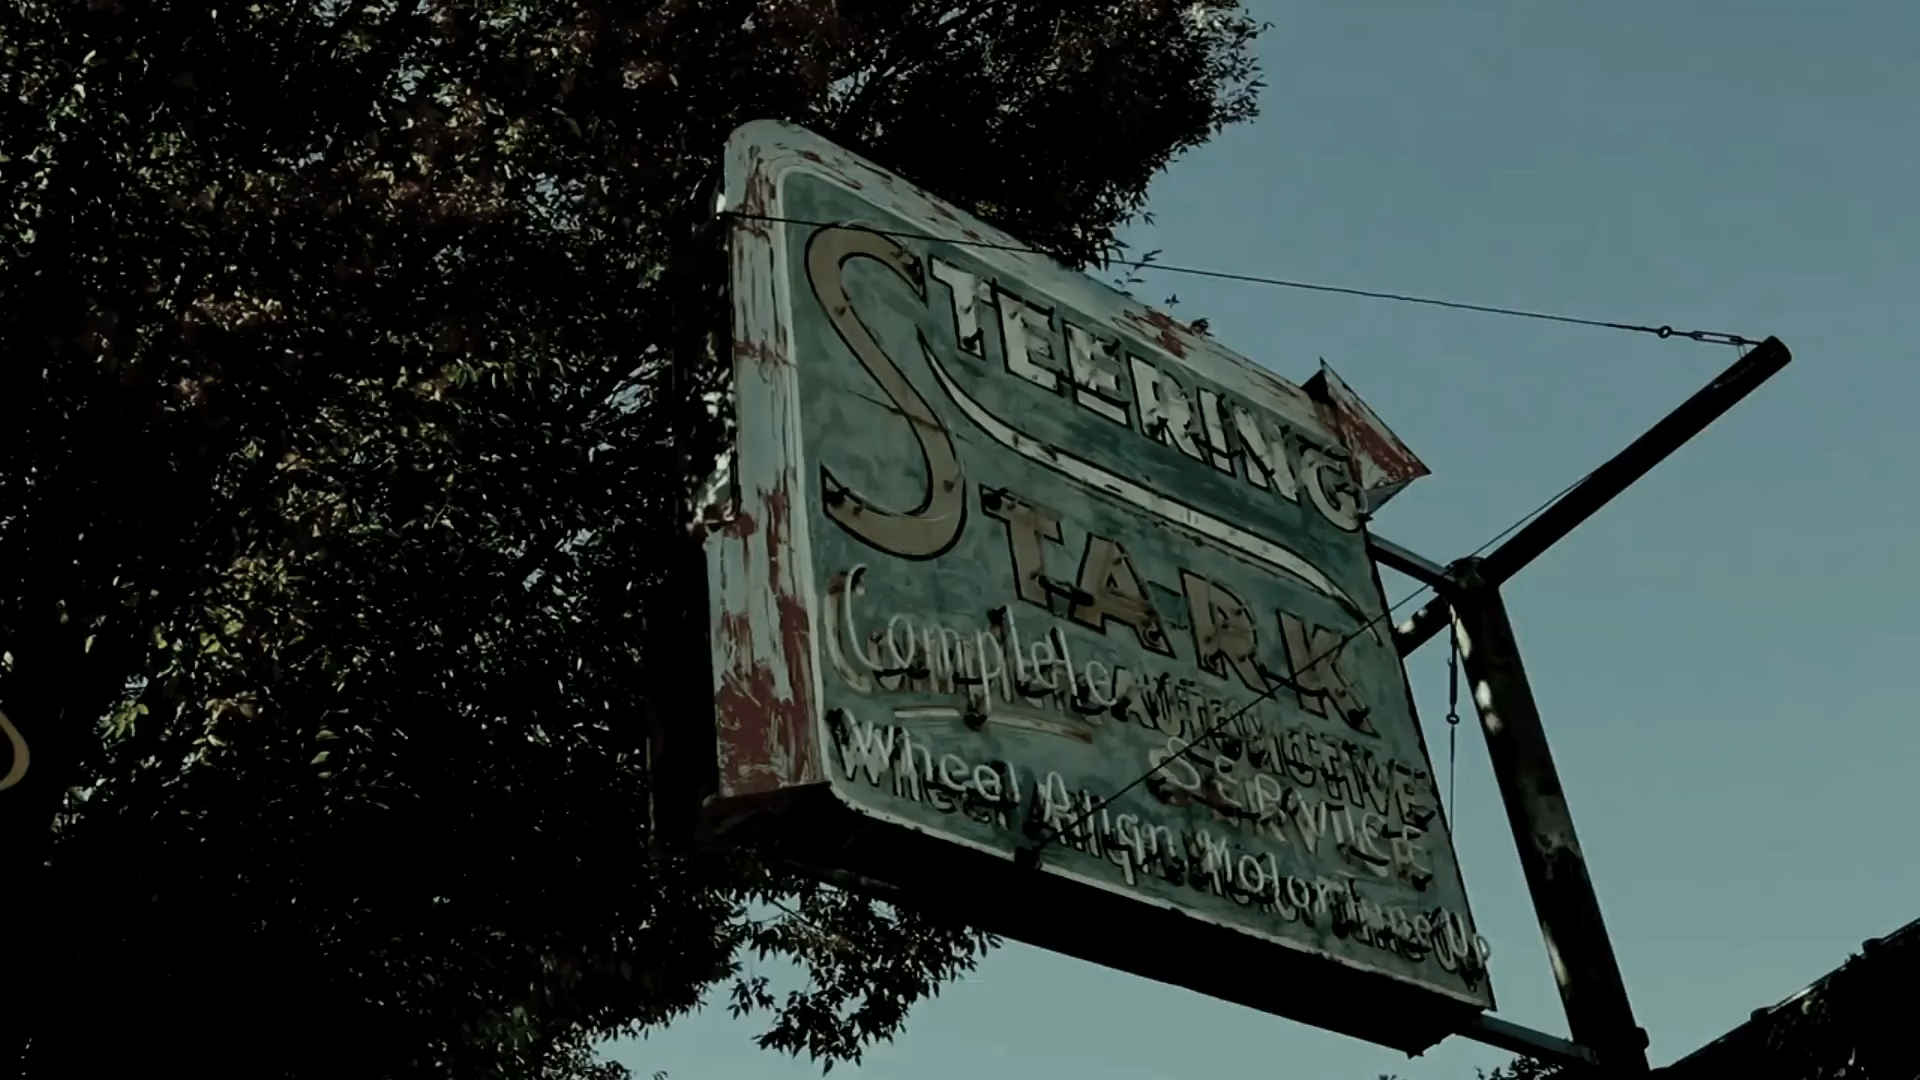 STEERING
STARK
Complete AUTOMOTIVE
SERVICE
Wheel Align Motor Tune Up